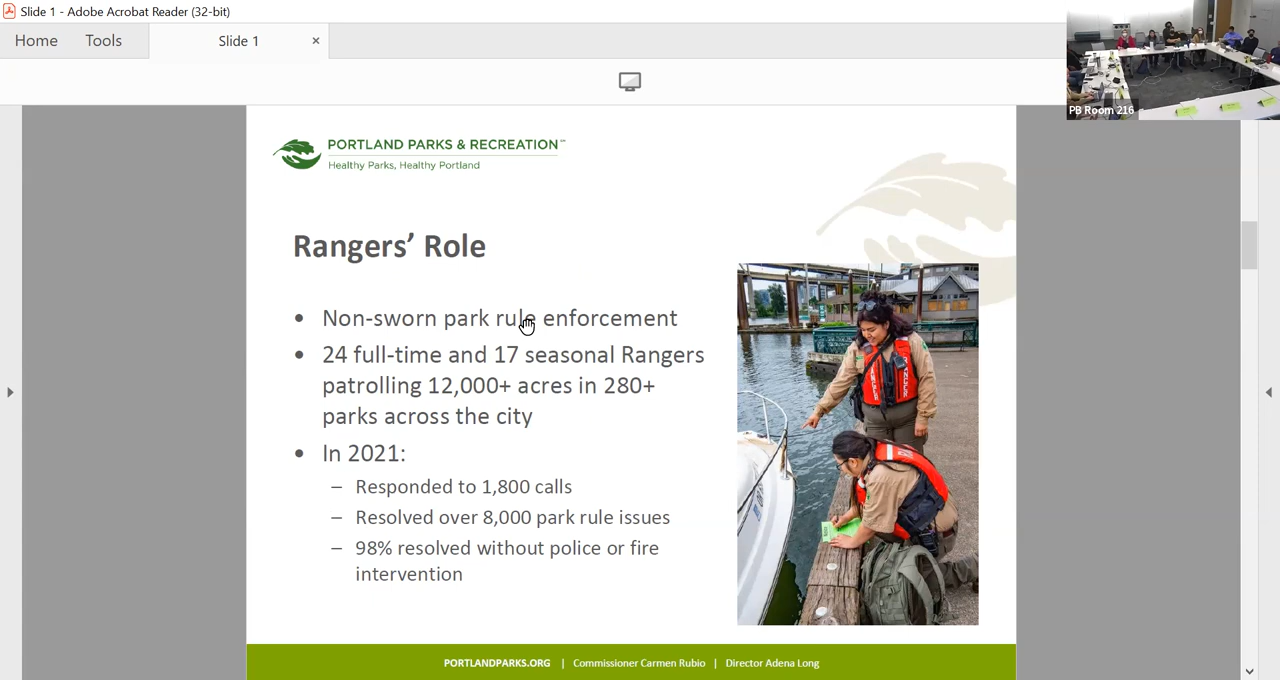 Slide 1 - Adobe Acrobat Reader (32-bit)
Home Tools Slide 1 ×
PB Room 216
PORTLAND PARKS & RECREATION℠
Healthy Parks, Healthy Portland
Rangers’ Role
• Non-sworn park rule enforcement
• 24 full-time and 17 seasonal Rangers
patrolling 12,000+ acres in 280+
parks across the city
• In 2021:
– Responded to 1,800 calls
– Resolved over 8,000 park rule issues
– 98% resolved without police or fire
intervention
PORTLANDPARKS.ORG | Commissioner Carmen Rubio | Director Adena Long